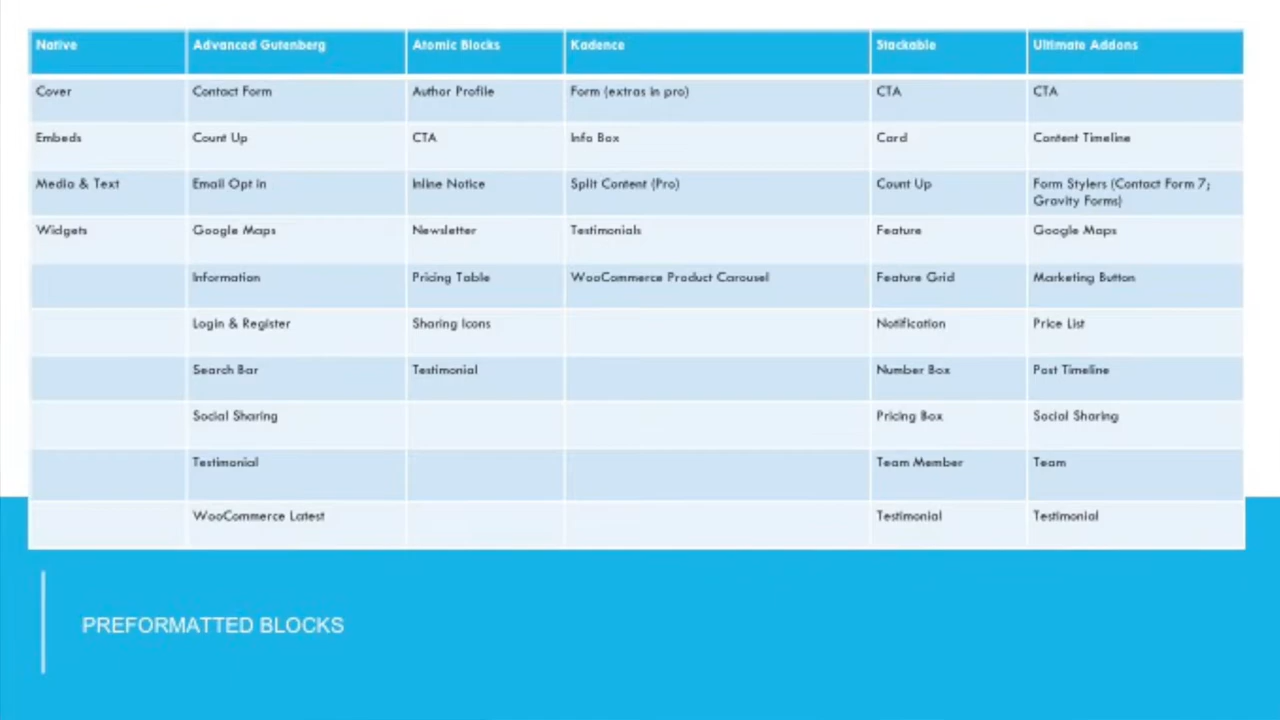 Native Advanced Gutenberg Atomic Blocks Kadence Stackable Ultimate Addons
Cover Contact Form Author Profile Form (extras in pro) CTA CTA
Embeds Count Up CTA Info Box Card Content Timeline
Media & Text Email Opt in Inline Notice Split Content (Pro) Count Up Form Stylers (Contact Form 7;
Gravity Forms)
Widgets Google Maps Newsletter Testimonials Feature Google Maps
Information Pricing Table WooCommerce Product Carousel Feature Grid Marketing Button
Login & Register Sharing Icons Notification Price List
Search Bar Testimonial Number Box Post Timeline
Social Sharing Pricing Box Social Sharing
Testimonial Team Member Team
WooCommerce Latest Testimonial Testimonial
PREFORMATTED BLOCKS